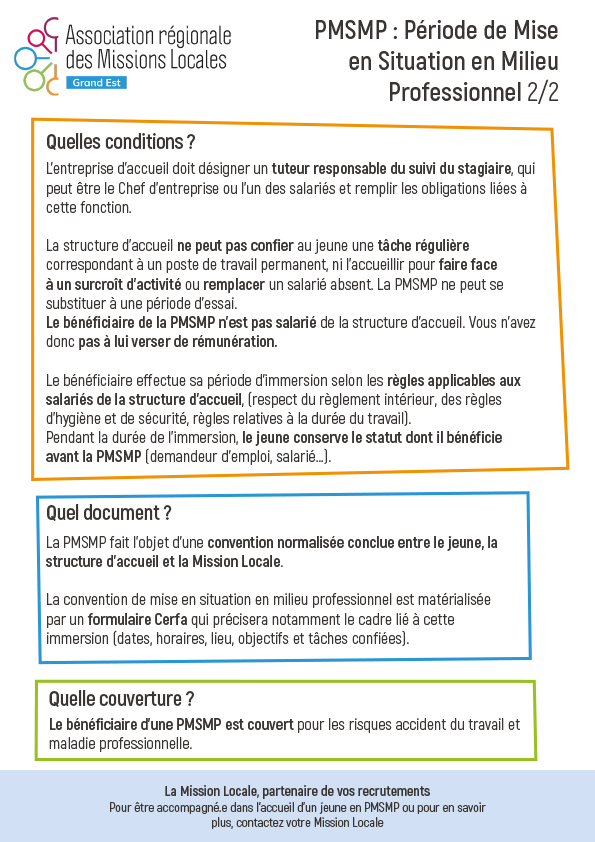 Association régionale
des Missions Locales
Grand Est
PMSMP : Période de Mise
en Situation en Milieu
Professionnel 2/2
Quelles conditions ?
L'entreprise d'accueil doit désigner un tuteur responsable du suivi du stagiaire, qui
peut être le Chef d'entreprise ou l'un des salariés et remplir les obligations liées à
cette fonction.
La structure d'accueil ne peut pas confier au jeune une tâche régulière
correspondant à un poste de travail permanent, ni l'accueillir pour faire face
à un surcroît d'activité ou remplacer un salarié absent. La PMSMP ne peut se
substituer à une période d'essai.
Le bénéficiaire de la PMSMP n'est pas salarié de la structure d'accueil. Vous n'avez
donc pas à lui verser de rémunération.
Le bénéficiaire effectue sa période d'immersion selon les règles applicables aux
salariés de la structure d'accueil, (respect du règlement intérieur, des règles
d'hygiène et de sécurité, règles relatives à la durée du travail).
Pendant la durée de l'immersion, le jeune conserve le statut dont il bénéficie
avant la PMSMP (demandeur d'emploi, salarié...).
Quel document ?
La PMSMP fait l'objet d'une convention normalisée conclue entre le jeune, la
structure d'accueil et la Mission Locale.
La convention de mise en situation en milieu professionnel est matérialisée
par un formulaire Cerfa qui précisera notamment le cadre lié à cette
immersion (dates, horaires, lieu, objectifs et tâches confiées).
Quelle couverture ?
Le bénéficiaire d'une PMSMP est couvert pour les risques accident du travail et
maladie professionnelle.
La Mission Locale, partenaire de vos recrutements
Pour être accompagné.e dans l'accueil d'un jeune en PMSMP ou pour en savoir
plus, contactez votre Mission Locale